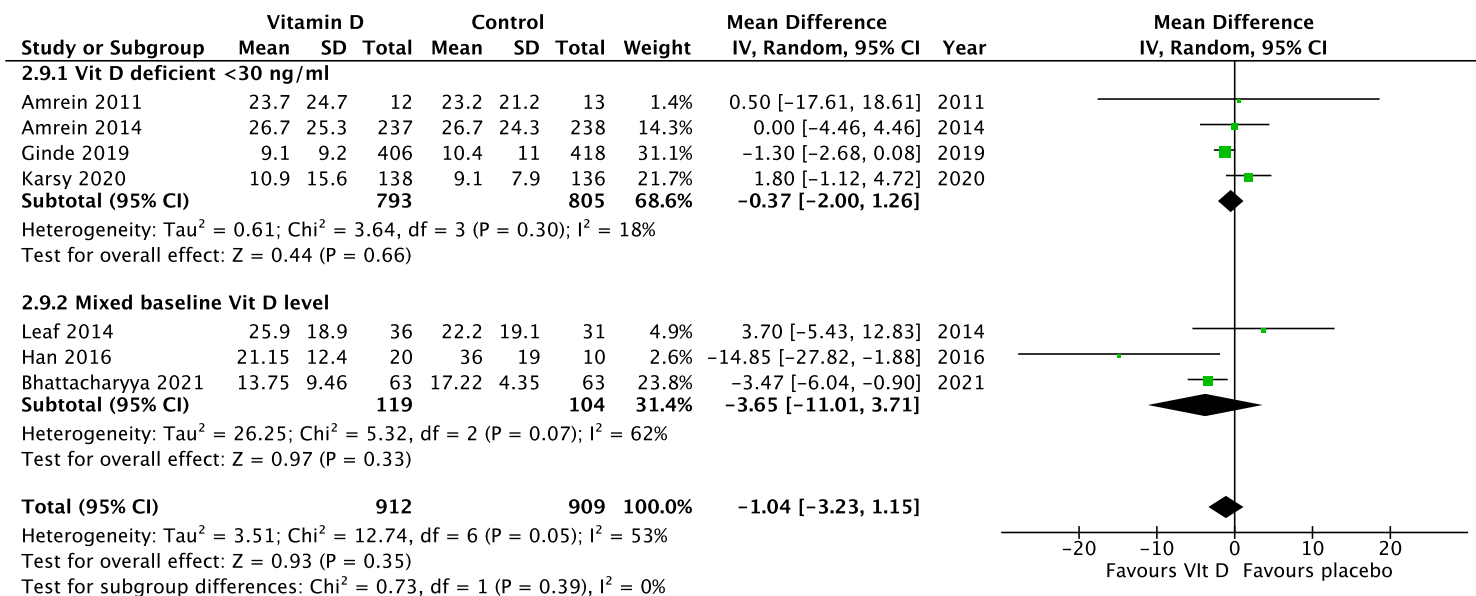 Vitamin D Control Mean Difference Mean Difference
Study or Subgroup Mean SD Total Mean SD Total Weight IV, Random, 95% CI Year IV, Random, 95% CI
2.9.1 Vit D deficient <30 ng/ml
Amrein 2011 23.7 24.7 12 23.2 21.2 13 1.4% 0.50 [−17.61, 18.61] 2011
Amrein 2014 26.7 25.3 237 26.7 24.3 238 14.3% 0.00 [−4.46, 4.46] 2014
Ginde 2019 9.1 9.2 406 10.4 11 418 31.1% −1.30 [−2.68, 0.08] 2019
Karsy 2020 10.9 15.6 138 9.1 7.9 136 21.7% 1.80 [−1.12, 4.72] 2020
Subtotal (95% CI) 793 805 68.6% −0.37 [−2.00, 1.26]
Heterogeneity: Tau² = 0.61; Chi² = 3.64, df = 3 (P = 0.30); I² = 18%
Test for overall effect: Z = 0.44 (P = 0.66)
2.9.2 Mixed baseline Vit D level
Leaf 2014 25.9 18.9 36 22.2 19.1 31 4.9% 3.70 [−5.43, 12.83] 2014
Han 2016 21.15 12.4 20 36 19 10 2.6% −14.85 [−27.82, −1.88] 2016
Bhattacharyya 2021 13.75 9.46 63 17.22 4.35 63 23.8% −3.47 [−6.04, −0.90] 2021
Subtotal (95% CI) 119 104 31.4% −3.65 [−11.01, 3.71]
Heterogeneity: Tau² = 26.25; Chi² = 5.32, df = 2 (P = 0.07); I² = 62%
Test for overall effect: Z = 0.97 (P = 0.33)
Total (95% CI) 912 909 100.0% −1.04 [−3.23, 1.15]
Heterogeneity: Tau² = 3.51; Chi² = 12.74, df = 6 (P = 0.05); I² = 53%
Test for overall effect: Z = 0.93 (P = 0.35)
Test for subgroup differences: Chi² = 0.73, df = 1 (P = 0.39), I² = 0%
−20 −10 0 10 20
Favours VIt D Favours placebo